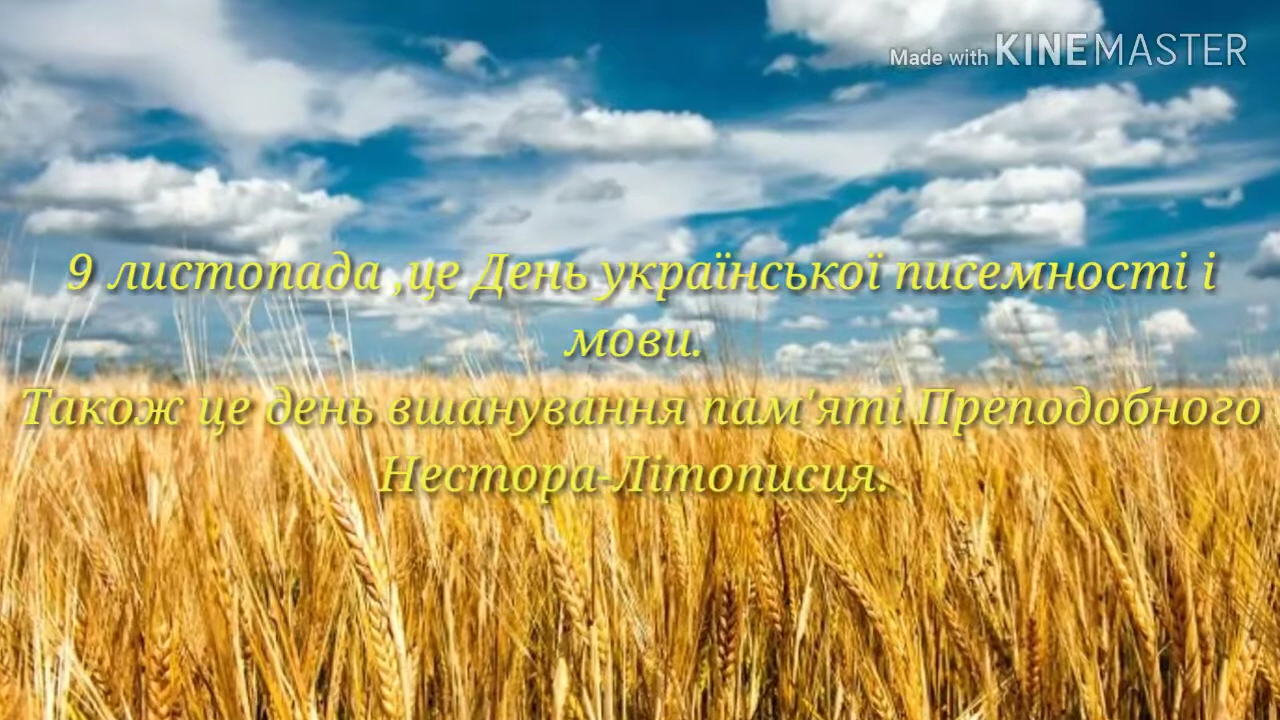 Made with KINEMASTER
9 листопада ,це День української писемності і
мови.
Також це день вшанування пам'яті Преподобного
Нестора-Літописця.